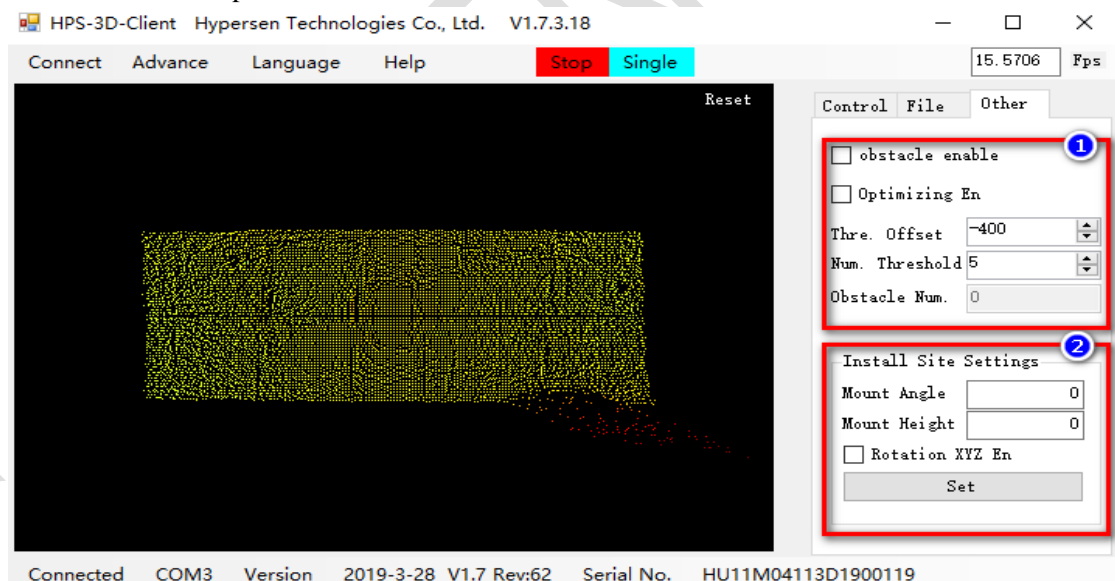 HPS-3D-Client Hypersen Technologies Co., Ltd. V1.7.3.18
Connect Advance Language Help Stop Single 15.5706 Fps
Reset
Control File Other
1
obstacle enable
Optimizing En
Thre. Offset -400
Num. Threshold 5
Obstacle Num. 0
2
Install Site Settings
Mount Angle 0
Mount Height 0
Rotation XYZ En
Set
Connected COM3 Version 2019-3-28 V1.7 Rev:62 Serial No. HU11M04113D1900119